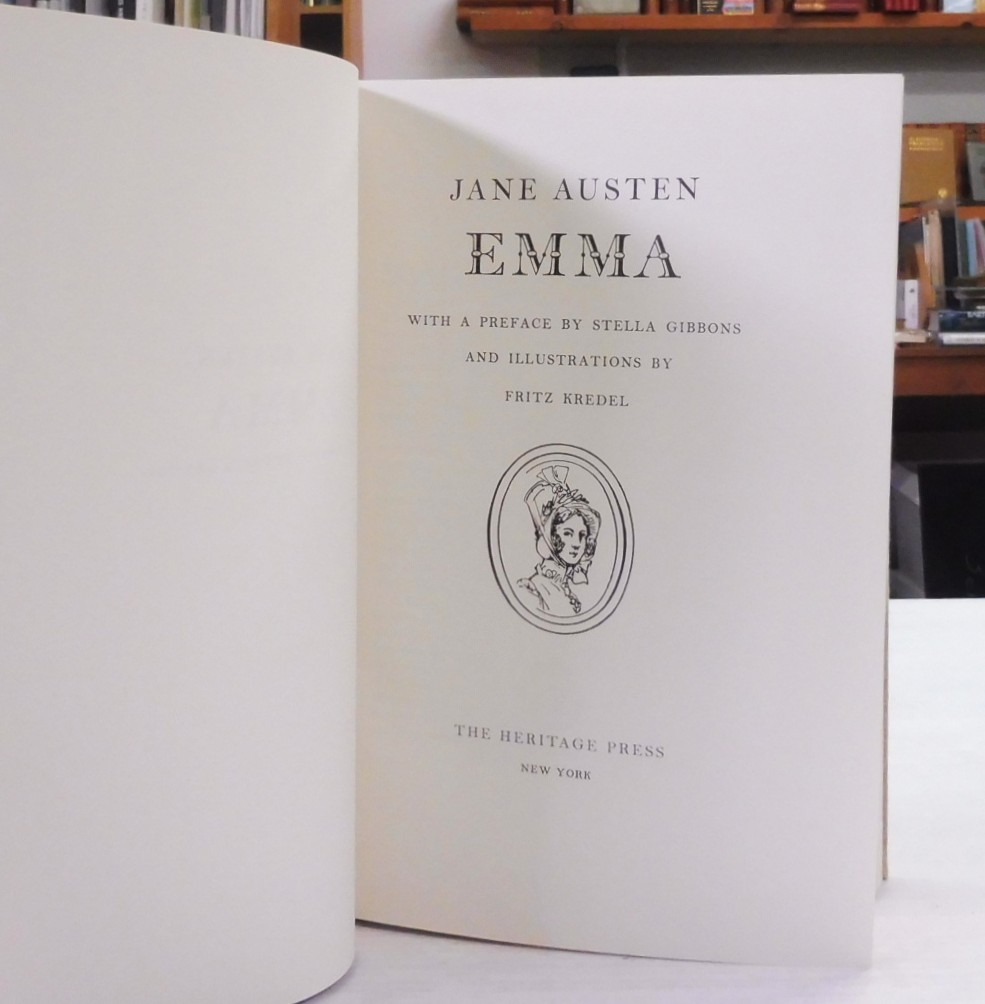 JANE AUSTEN
EMMA
WITH A PREFACE BY STELLA GIBBONS
AND ILLUSTRATIONS BY
FRITZ KREDEL
THE HERITAGE PRESS
NEW YORK